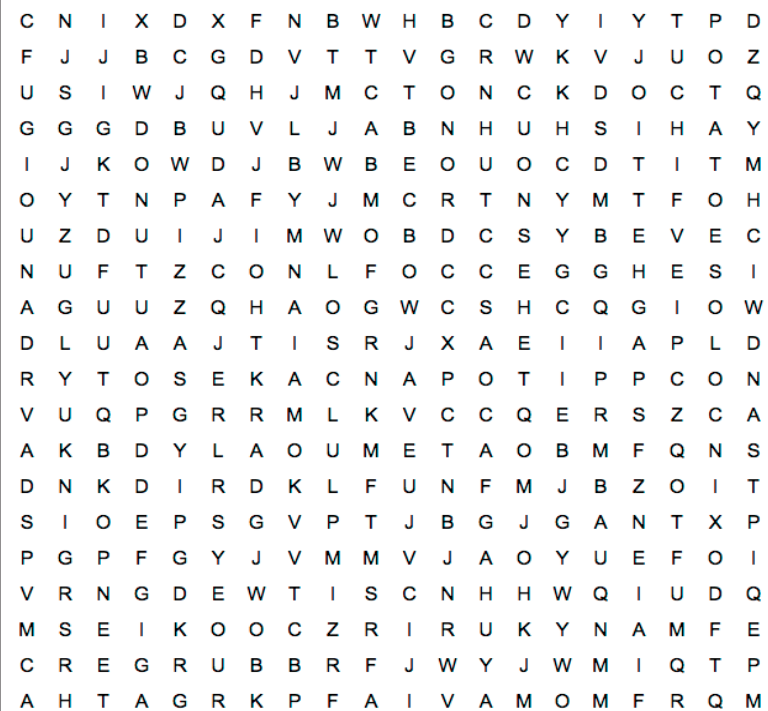 C N I X D X F N B W H B C D Y I Y T P D
F J J B C G D V T T V G R W K V J U O Z
U S I W J Q H J M C T O N C K D O C T Q
G G G D B U V L J A B N H U H S I H A Y
I J K O W D J B W B E O U O C D T I T M
O Y T N P A F Y J M C R T N Y M T F O H
U Z D U I J I M W O B D C S Y B E V E C
N U F T Z C O N L F O C C E G G H E S I
A G U U Z Q H A O G W C S H C Q G I O W
D L U A A J T I S R J X A E I I A P L D
R Y T O S E K A C N A P O T I P P C O N
V U Q P G R R M L K V C C Q E R S Z C A
A K B D Y L A O U M E T A O B M F Q N S
D N K D I R D K L F U N F M J B Z O I T
S I O E P S G V P T J B G J G A N T X P
P G P F G Y J V M M V J A O Y U E F O I
V R N G D E W T I S C N H H W Q I U D Q
M S E I K O O C Z R I R U K Y N A M F E
C R E G R U B B R F J W Y J W M I Q T P
A H T A G R K P F A I V A M O M F R Q M